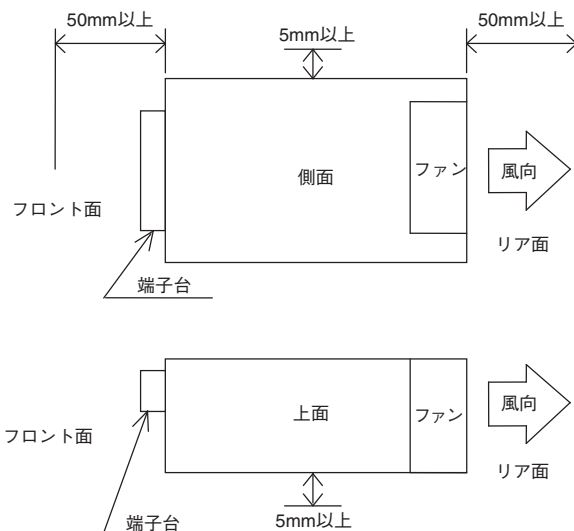 50mm以上
5mm以上
50mm以上
側面
ファン
風向
フロント面
リア面
端子台
上面
ファン
風向
フロント面
リア面
端子台
5mm以上